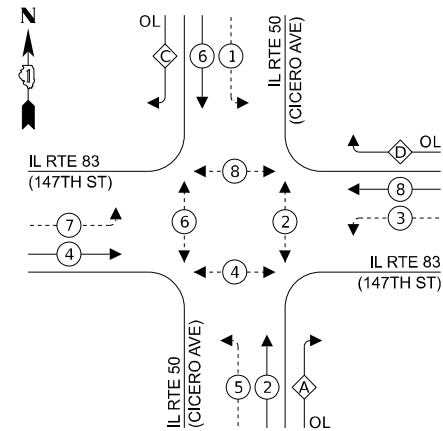 N
OL
C
6
1
IL RTE 50
(CICERO AVE)
D
OL
IL RTE 83
(147TH ST)
8
8
7
6
2
3
4
4
IL RTE 83
(147TH ST)
IL RTE 50
(CICERO AVE)
5
2
A
OL